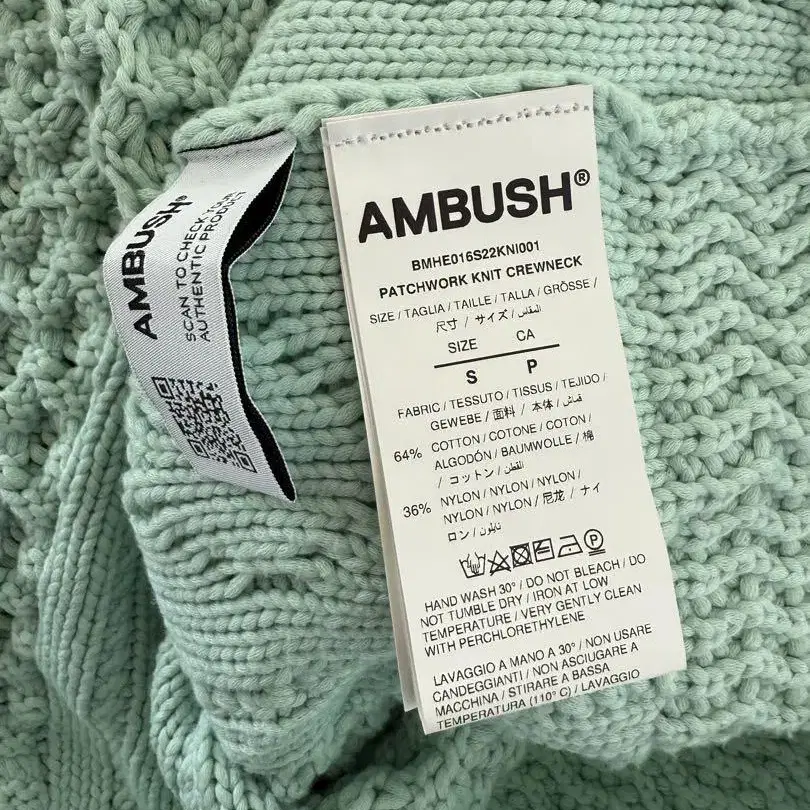 AMBUSH®
SCAN TO CHECK YOUR
AUTHENTIC PRODUCT
AMBUSH®
BMHE016S22KNI001
PATCHWORK KNIT CREWNECK
SIZE / TAGLIA / TAILLE / TALLA / GRÖSSE /
尺寸 / サイズ / المقاس
SIZE CA
S P
FABRIC / TESSUTO / TISSUS / TEJIDO /
GEWEBE / 面料 / 本体 / قماش
64% COTTON / COTONE / COTON /
ALGODÓN / BAUMWOLLE / 棉
/ コットン / القطن
36% NYLON / NYLON / NYLON /
NYLON / NYLON / 尼龙 / ナイ
ロン / نايلون
HAND WASH 30° / DO NOT BLEACH / DO
NOT TUMBLE DRY / IRON AT LOW
TEMPERATURE / VERY GENTLY CLEAN
WITH PERCHLORETHYLENE
LAVAGGIO A MANO A 30° / NON USARE
CANDEGGIANTI / NON ASCIUGARE A
MACCHINA / STIRARE A BASSA
TEMPERATURA (110° C) / LAVAGGIO